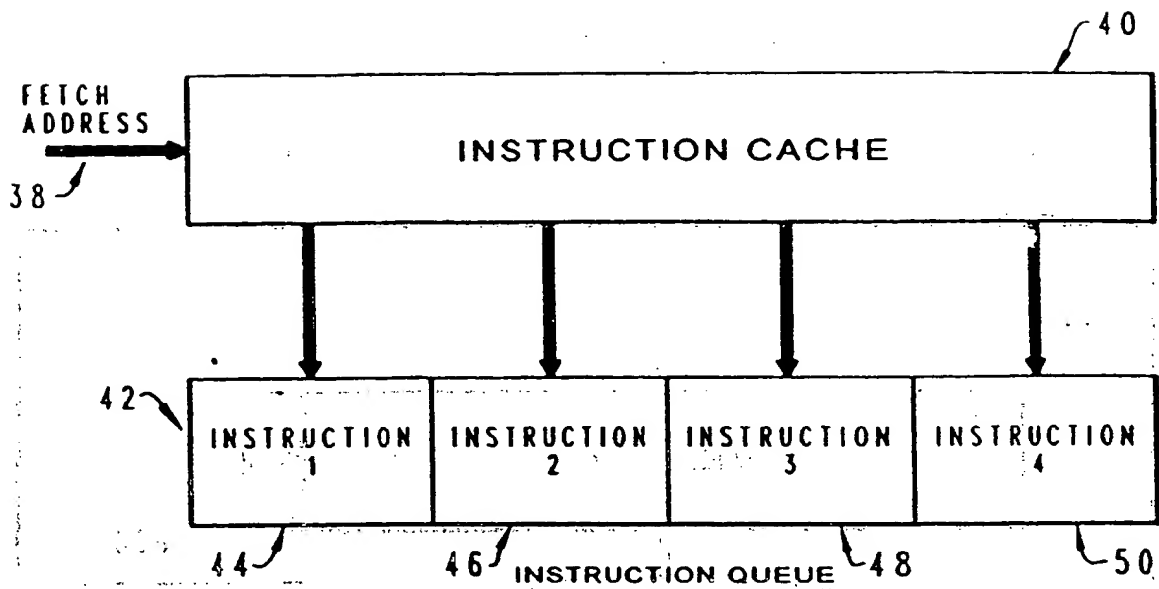 40
FETCH
ADDRESS
INSTRUCTION CACHE
38
42
INSTRUCTION
1
INSTRUCTION
2
INSTRUCTION
3
INSTRUCTION
4
44
46
48
50
INSTRUCTION QUEUE